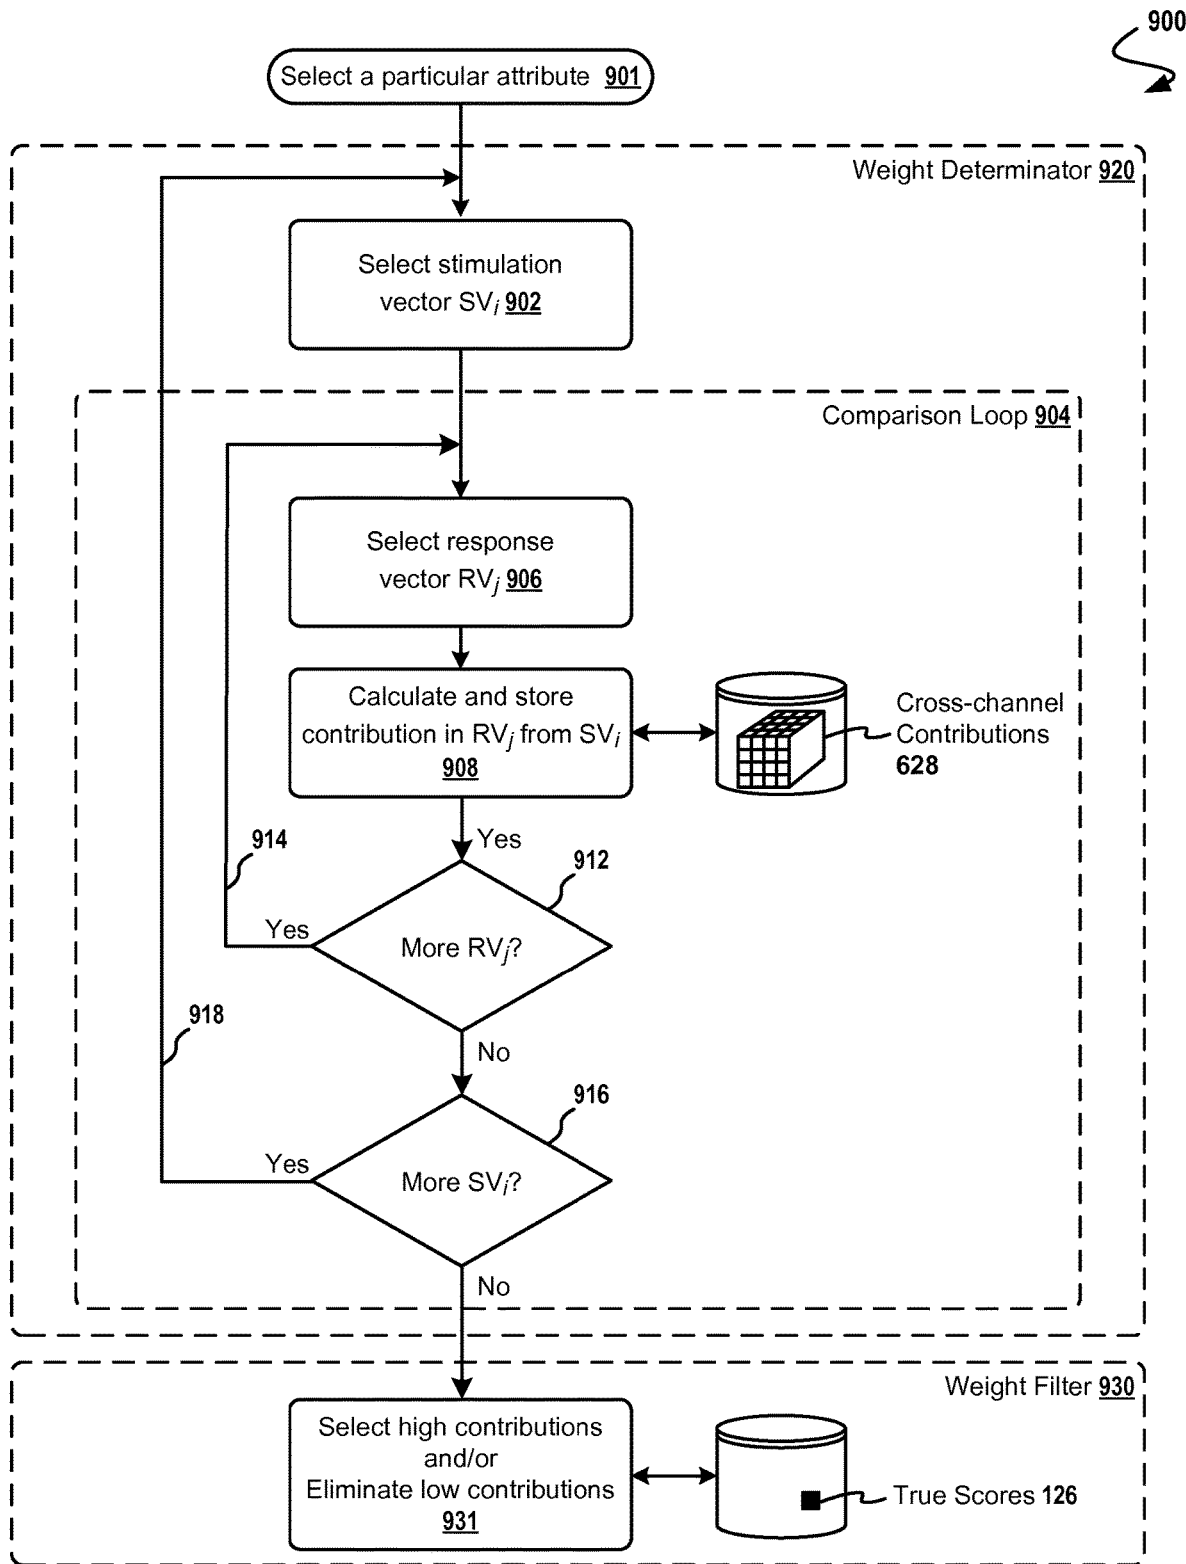 900
Select a particular attribute 901
Weight Determinator 920
Select stimulation
vector SVi 902
Comparison Loop 904
Select response
vector RVj 906
Calculate and store
contribution in RVj from SVi
908
Cross-channel
Contributions
628
Yes
914
912
Yes
More RVj?
918
No
916
Yes
More SVi?
No
Weight Filter 930
Select high contributions
and/or
Eliminate low contributions
931
True Scores 126